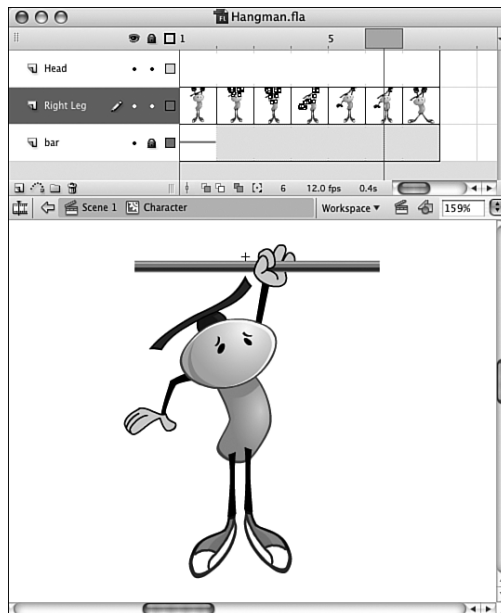 Hangman.fla
1 5
Head
Right Leg
bar
6 12.0 fps 0.4s
Scene 1 Character Workspace 159%